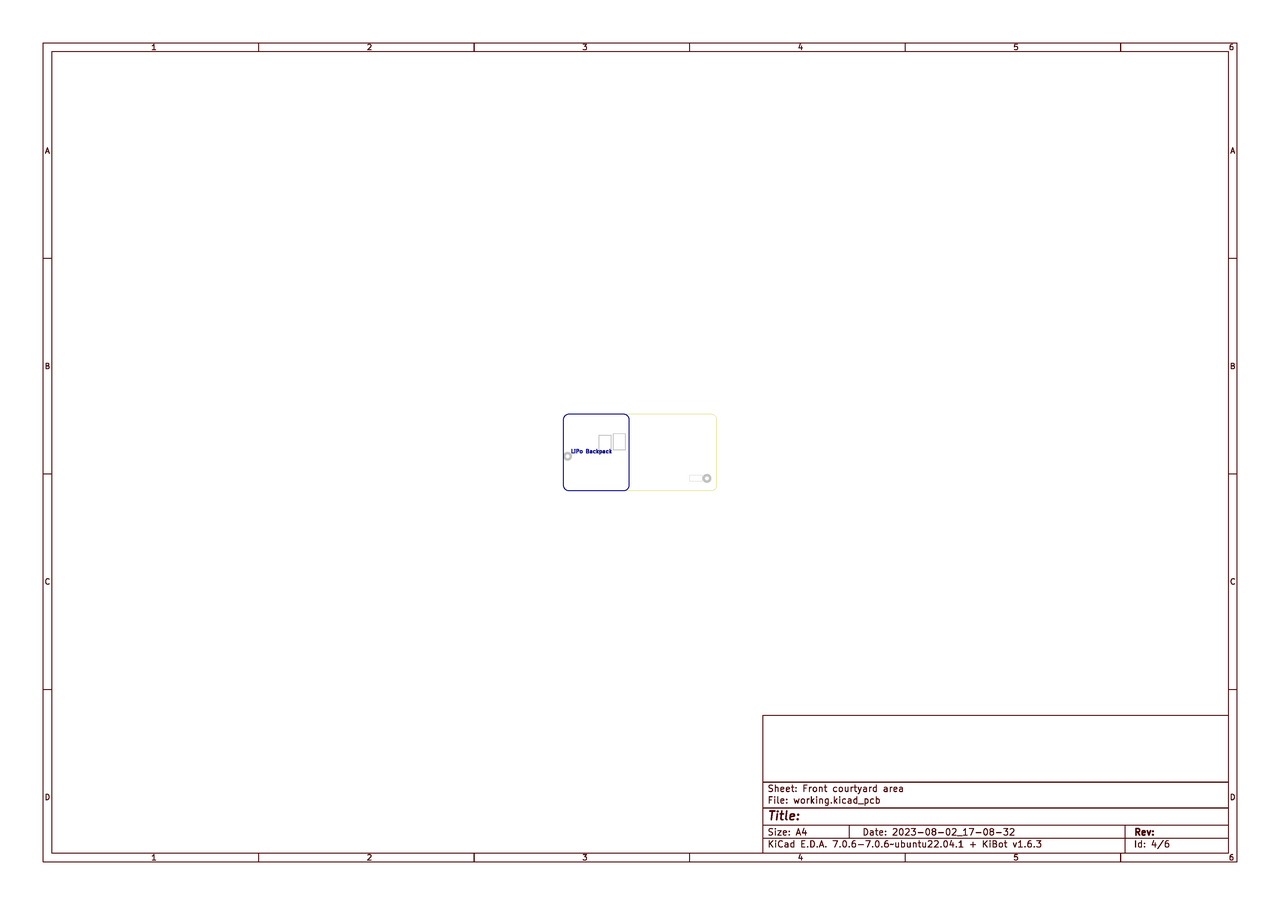 1 2 3 4 5 6
A A
B B
LiPo Backpack
C C
Sheet: Front courtyard area
File: working.kicad_pcb
D D
Title:
Size: A4 Date: 2023-08-02_17-08-32 Rev:
KiCad E.D.A. 7.0.6-7.0.6~ubuntu22.04.1 + KiBot v1.6.3 Id: 4/6
1 2 3 4 5 6